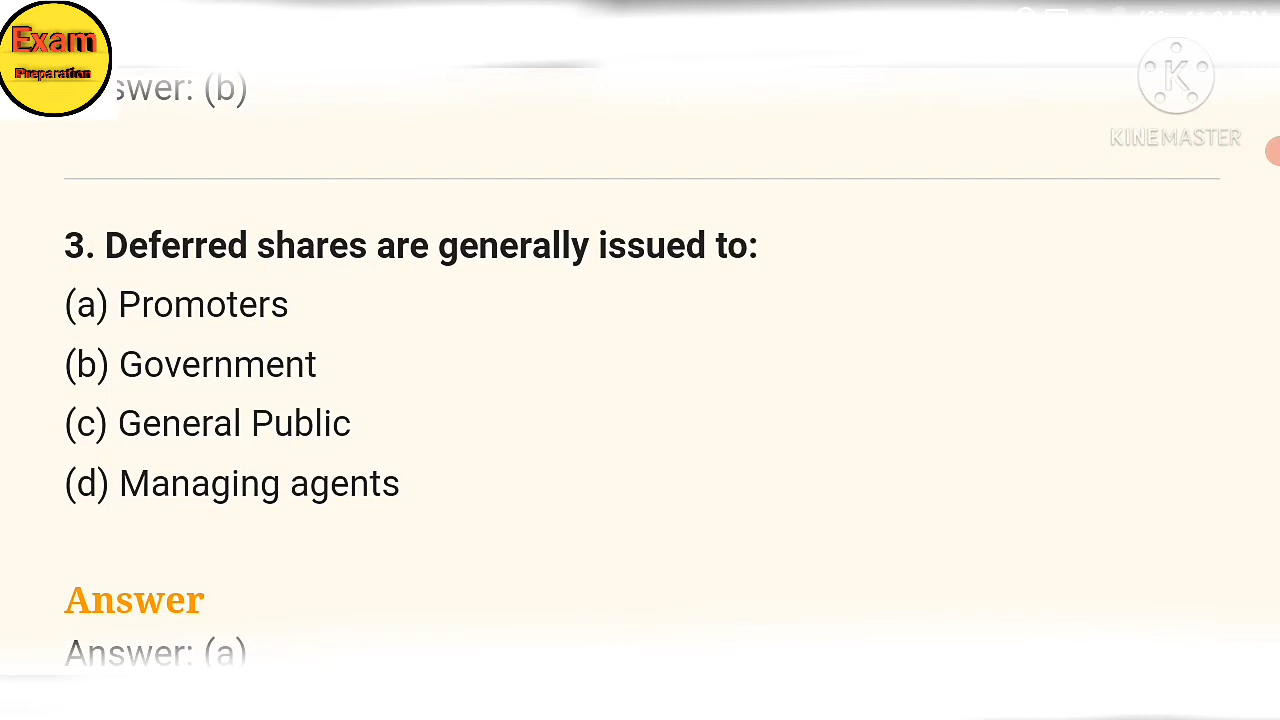 Exam
Preparation
swer: (b)
K
KINEMASTER
3. Deferred shares are generally issued to:
(a) Promoters
(b) Government
(c) General Public
(d) Managing agents
Answer
Answer: (a)